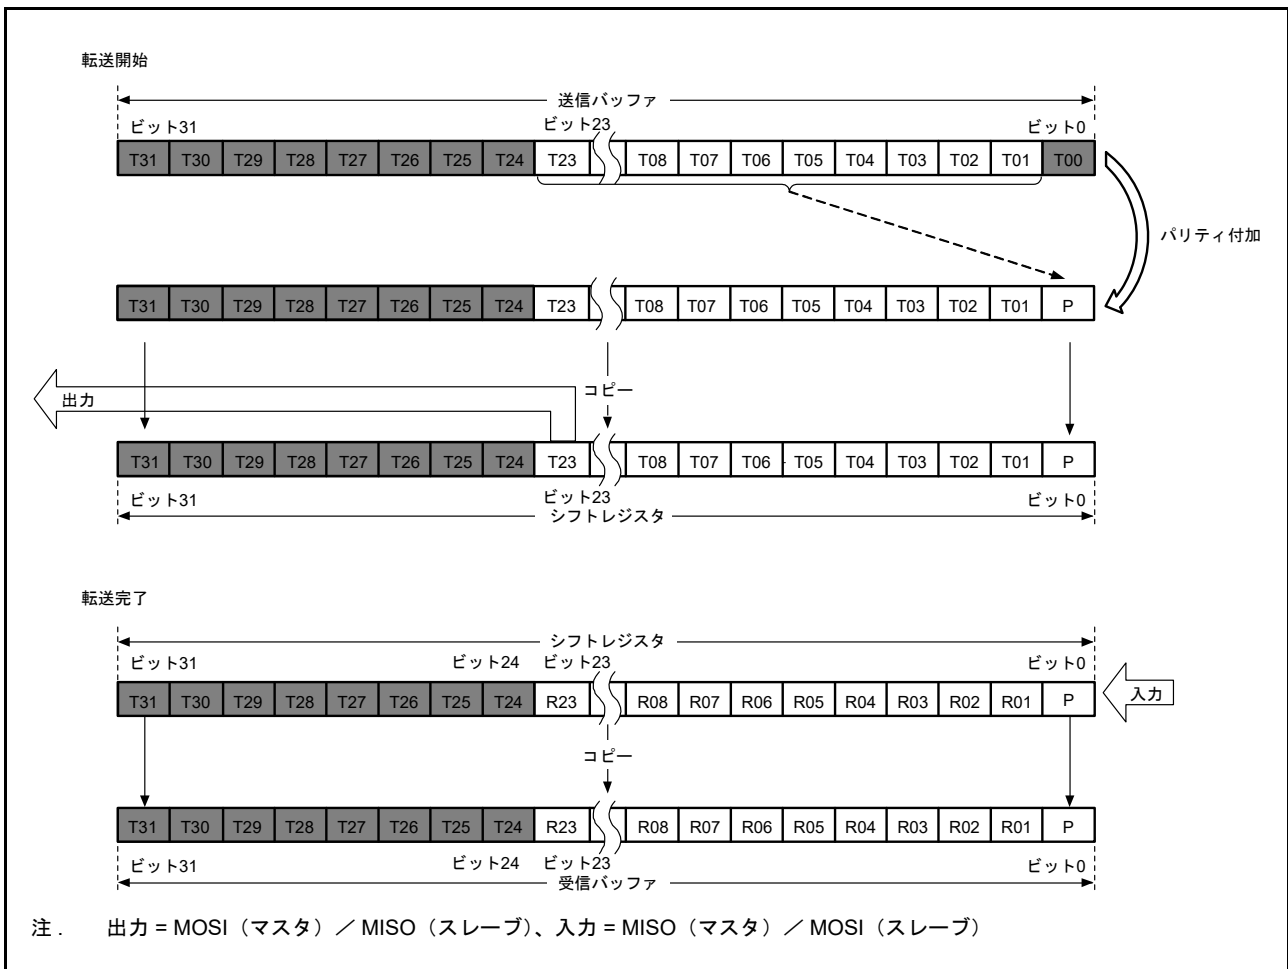 転送開始
送信バッファ
ビット31 ビット23 ビット0
T31 T30 T29 T28 T27 T26 T25 T24 T23 T08 T07 T06 T05 T04 T03 T02 T01 T00
パリティ付加
T31 T30 T29 T28 T27 T26 T25 T24 T23 T08 T07 T06 T05 T04 T03 T02 T01 P
コピー
出力
T31 T30 T29 T28 T27 T26 T25 T24 T23 T08 T07 T06 T05 T04 T03 T02 T01 P
ビット31 ビット23 ビット0
シフトレジスタ
転送完了
シフトレジスタ
ビット31 ビット24 ビット23 ビット0
T31 T30 T29 T28 T27 T26 T25 T24 R23 R08 R07 R06 R05 R04 R03 R02 R01 P
入力
コピー
T31 T30 T29 T28 T27 T26 T25 T24 R23 R08 R07 R06 R05 R04 R03 R02 R01 P
ビット31 ビット24 ビット23 ビット0
受信バッファ
注. 出力 = MOSI（マスタ）／ MISO（スレーブ）、入力 = MISO（マスタ）／ MOSI（スレーブ）